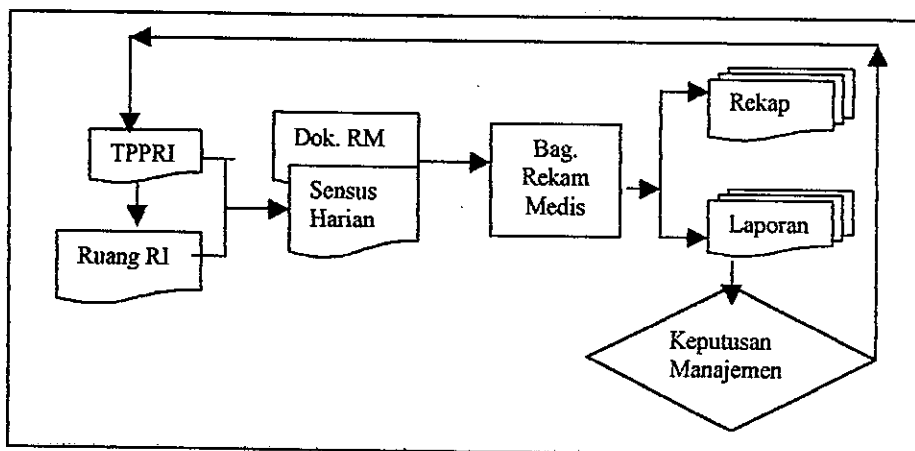 TPPRI
Ruang RI
Dok. RM
Sensus
Harian
Bag.
Rekam
Medis
Rekap
Laporan
Keputusan
Manajemen